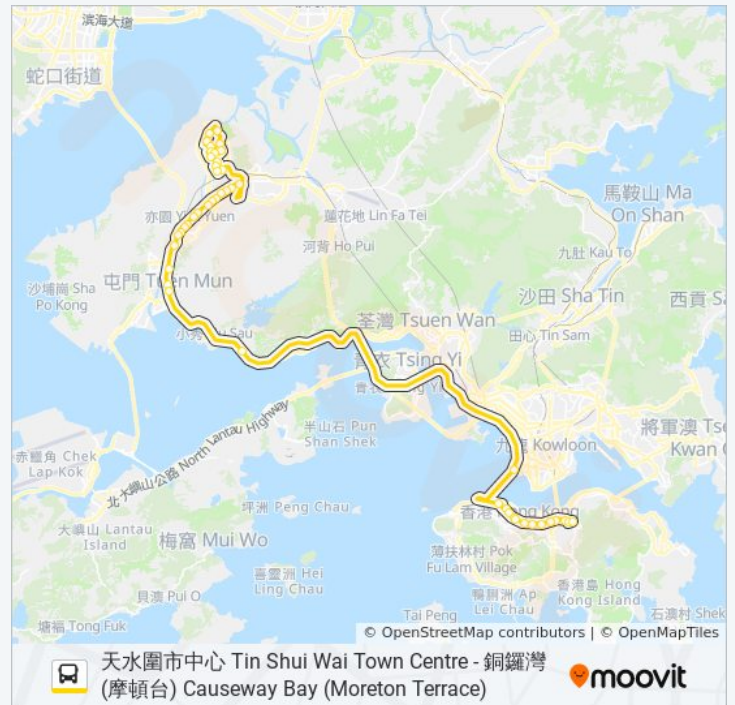 滨海大道
蛇口街道
馬鞍山 Ma
On Shan
蓮花地 Lin Fa Tei
亦園 Yuen
河背 Ho Pui
九肚 Kau To
屯門 Tuen Mun
沙埔崗 Sha
Po Kong
沙田 Sha Tin
西貢
荃灣 Tsuen Wan
田心 Tin Sam
小秀 Sau
青衣 Tsing Yi
青衣
半山石 Pun
Shan Shek
將軍澳
Kwan
九龍 Kowloon
北大嶼山公路 North Lantau Highway
赤鱲角 Chek
Lap Kok
坪洲 Peng Chau
香港 Hong Kong
大嶼山 Lantau
Island
梅窩 Mui Wo
薄扶林村 Pok
Fu Lam Village
喜靈洲 Hei
Ling Chau
鴨脷洲 Ap
Lei Chau
香港島 Hong
Kong Island
貝澳 Pui O
塘福 Tong Fuk
Tai Peng
石澳村 Shek
© OpenStreetMap contributors | © OpenMapTiles
天水圍市中心 Tin Shui Wai Town Centre - 銅鑼灣
(摩頓台) Causeway Bay (Moreton Terrace)
moovit